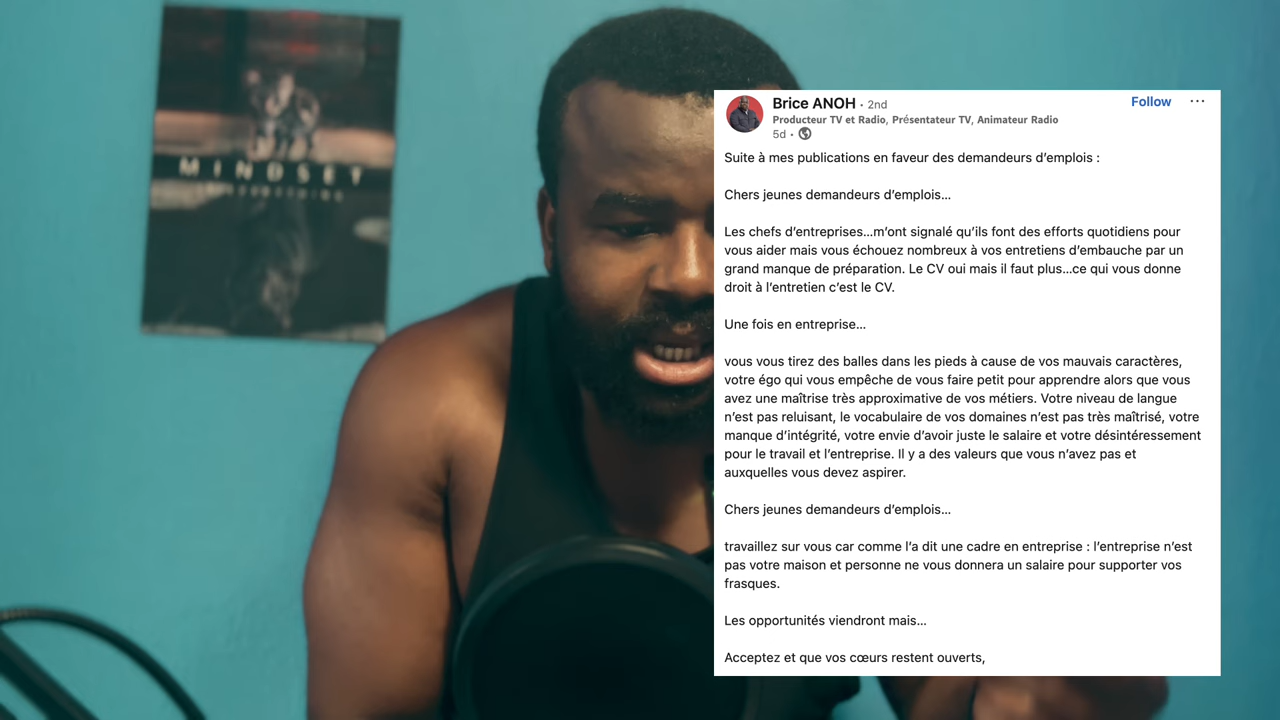 MINDSET
Brice ANOH · 2nd
Follow ···
Producteur TV et Radio, Présentateur TV, Animateur Radio
5d ·
Suite à mes publications en faveur des demandeurs d’emplois :
Chers jeunes demandeurs d’emplois…
Les chefs d’entreprises…m’ont signalé qu’ils font des efforts quotidiens pour
vous aider mais vous échouez nombreux à vos entretiens d’embauche par un
grand manque de préparation. Le CV oui mais il faut plus…ce qui vous donne
droit à l’entretien c’est le CV.
Une fois en entreprise…
vous vous tirez des balles dans les pieds à cause de vos mauvais caractères,
votre égo qui vous empêche de vous faire petit pour apprendre alors que vous
avez une maîtrise très approximative de vos métiers. Votre niveau de langue
n’est pas reluisant, le vocabulaire de vos domaines n’est pas très maîtrisé, votre
manque d’intégrité, votre envie d’avoir juste le salaire et votre désintéressement
pour le travail et l’entreprise. Il y a des valeurs que vous n’avez pas et
auxquelles vous devez aspirer.
Chers jeunes demandeurs d’emplois…
travaillez sur vous car comme l’a dit une cadre en entreprise : l’entreprise n’est
pas votre maison et personne ne vous donnera un salaire pour supporter vos
frasques.
Les opportunités viendront mais…
Acceptez et que vos cœurs restent ouverts,